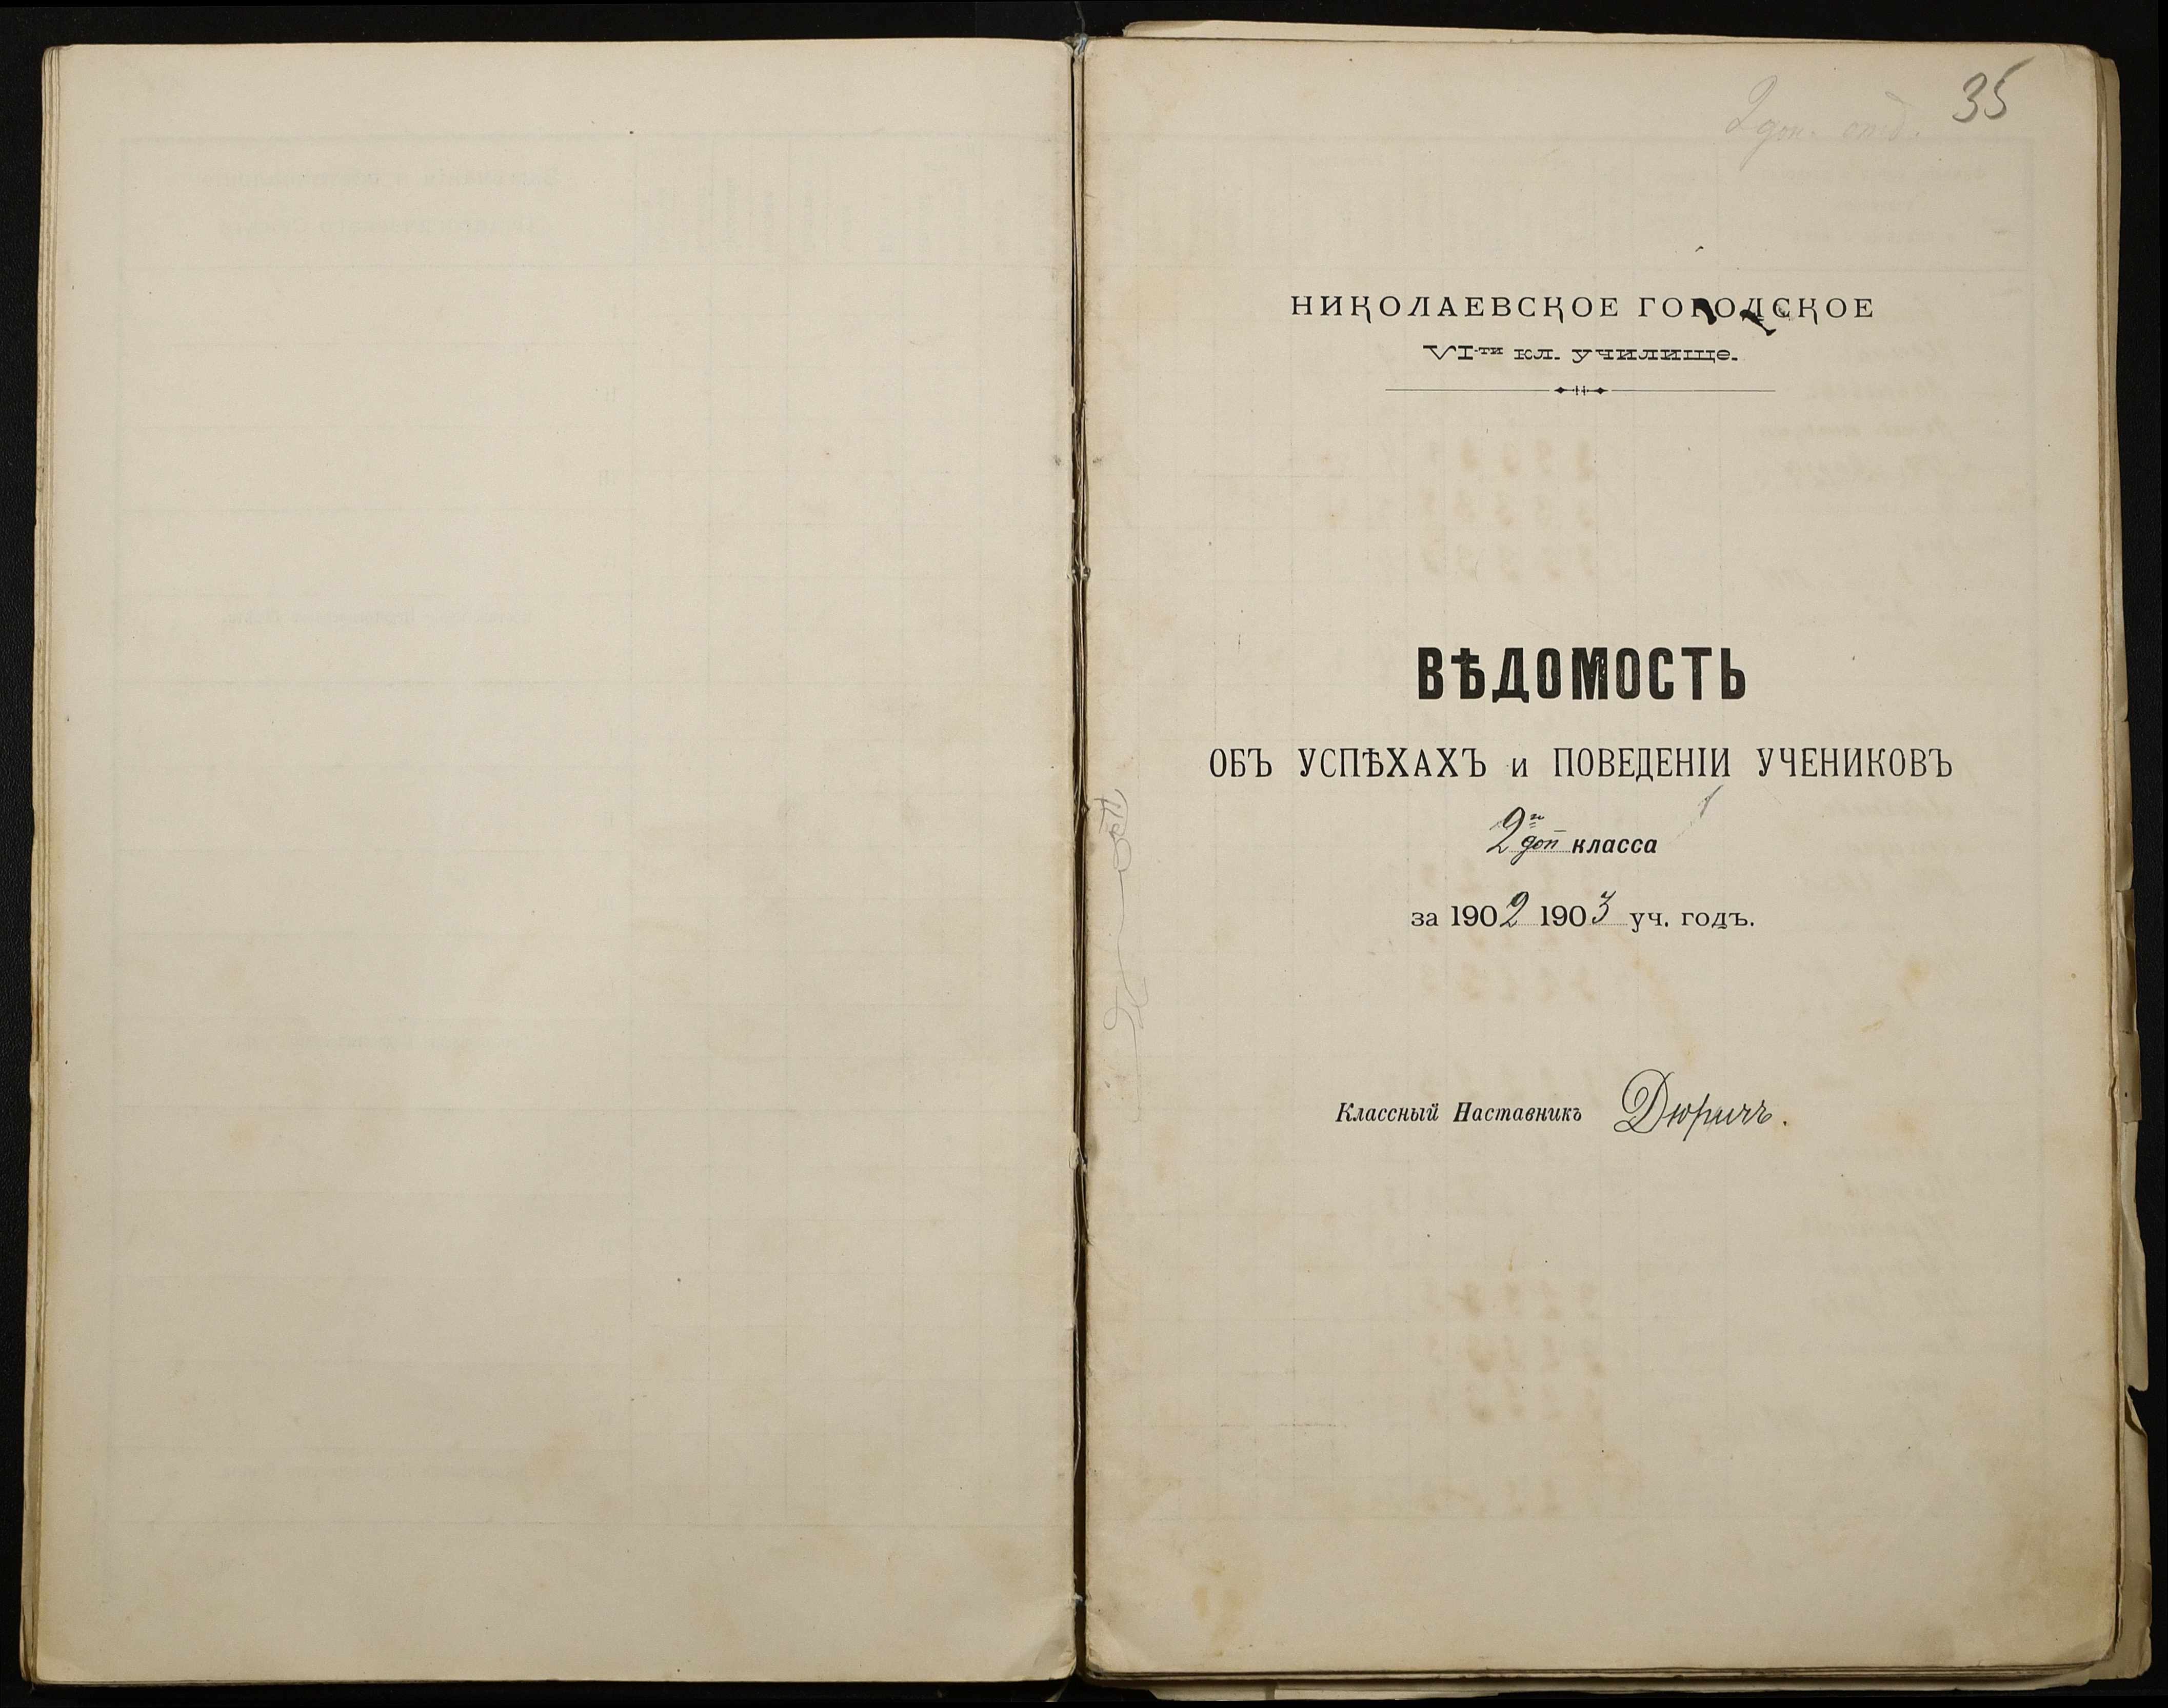 35
2 доп. отд.
НИКОЛАЕВСКОЕ ГОРОДСКОЕ
VI-ти кл. училище.
ВѢДОМОСТЬ
ОБЪ УСПѢХАХЪ и ПОВЕДЕНІИ УЧЕНИКОВЪ
2го доп класса
за 1902 1903 уч. годъ.
Классный Наставникъ Дюричъ.